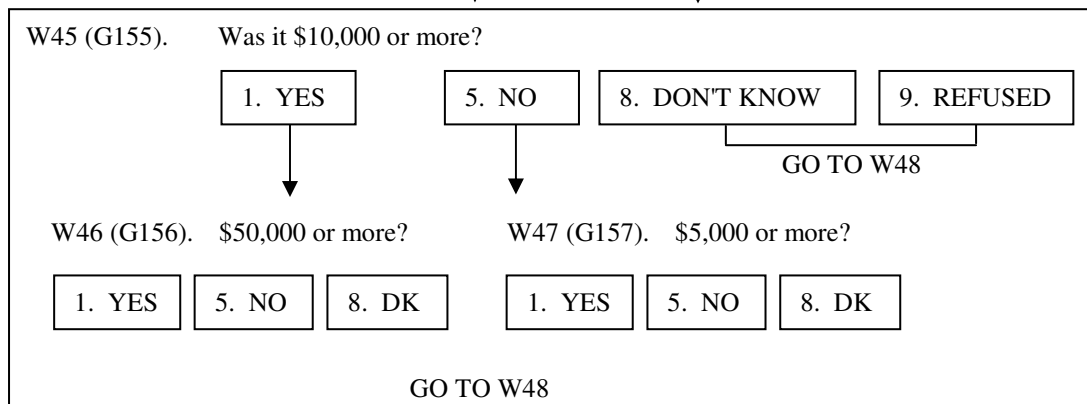 W45 (G155). Was it $10,000 or more?
1. YES 5. NO 8. DON'T KNOW 9. REFUSED
GO TO W48
W46 (G156). $50,000 or more? W47 (G157). $5,000 or more?
1. YES 5. NO 8. DK 1. YES 5. NO 8. DK
GO TO W48